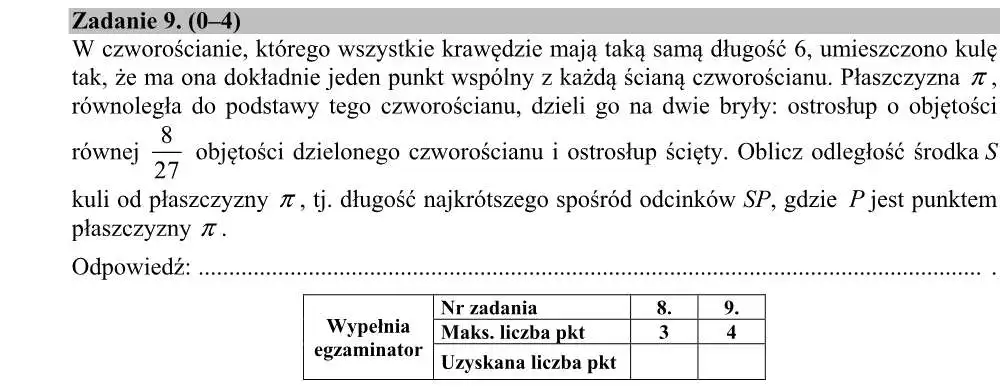 Zadanie 9. (0–4)
W czworościanie, którego wszystkie krawędzie mają taką samą długość 6, umieszczono kulę
tak, że ma ona dokładnie jeden punkt wspólny z każdą ścianą czworościanu. Płaszczyzna π,
równoległa do podstawy tego czworościanu, dzieli go na dwie bryły: ostrosłup o objętości
równej 8/27 objętości dzielonego czworościanu i ostrosłup ścięty. Oblicz odległość środka S
kuli od płaszczyzny π, tj. długość najkrótszego spośród odcinków SP, gdzie P jest punktem
płaszczyzny π.
Odpowiedź: .................................................................................................................................. .
Wypełnia egzaminator
Nr zadania 8. 9.
Maks. liczba pkt 3 4
Uzyskana liczba pkt